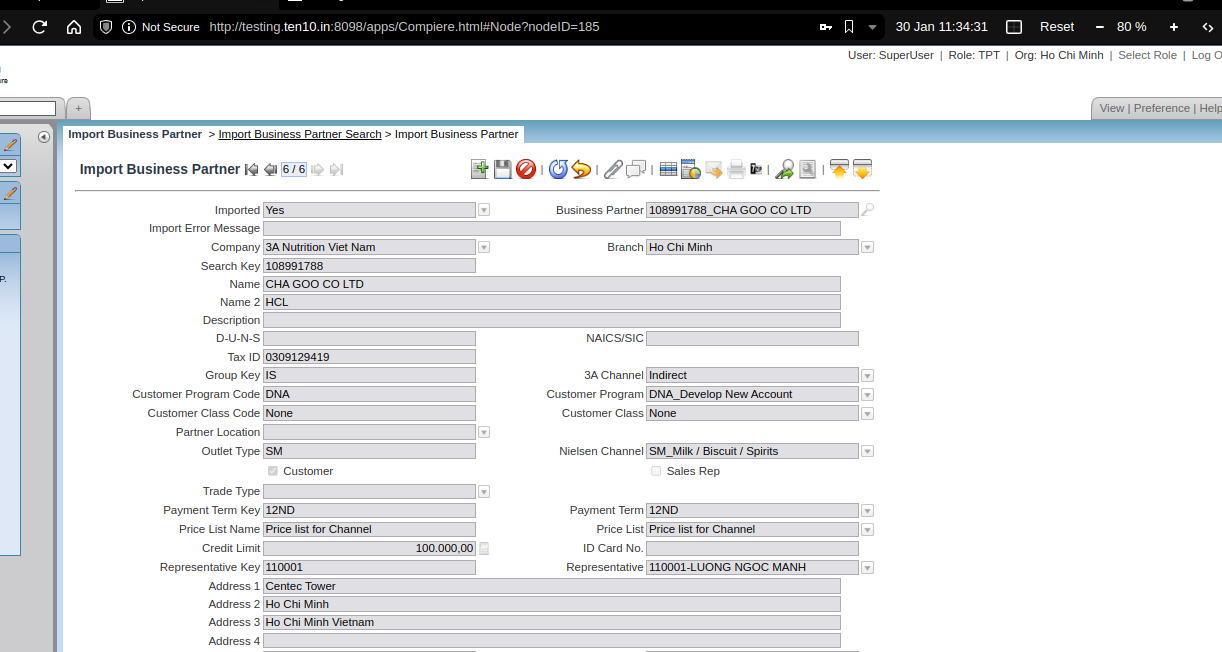 Not Secure http://testing.ten10.in:8098/apps/Compiere.html#Node?nodeID=185 30 Jan 11:34:31 Reset − 80 % +
User: SuperUser | Role: TPT | Org: Ho Chi Minh | Select Role | Log O
+ View | Preference | Help
Import Business Partner > Import Business Partner Search > Import Business Partner
Import Business Partner 6 / 6
Imported Yes Business Partner 108991788_CHA GOO CO LTD
Import Error Message
Company 3A Nutrition Viet Nam Branch Ho Chi Minh
Search Key 108991788
Name CHA GOO CO LTD
Name 2 HCL
Description
D-U-N-S NAICS/SIC
Tax ID 0309129419
Group Key IS 3A Channel Indirect
Customer Program Code DNA Customer Program DNA_Develop New Account
Customer Class Code None Customer Class None
Partner Location
Outlet Type SM Nielsen Channel SM_Milk / Biscuit / Spirits
Customer Sales Rep
Trade Type
Payment Term Key 12ND Payment Term 12ND
Price List Name Price list for Channel Price List Price list for Channel
Credit Limit 100.000,00 ID Card No.
Representative Key 110001 Representative 110001-LUONG NGOC MANH
Address 1 Centec Tower
Address 2 Ho Chi Minh
Address 3 Ho Chi Minh Vietnam
Address 4